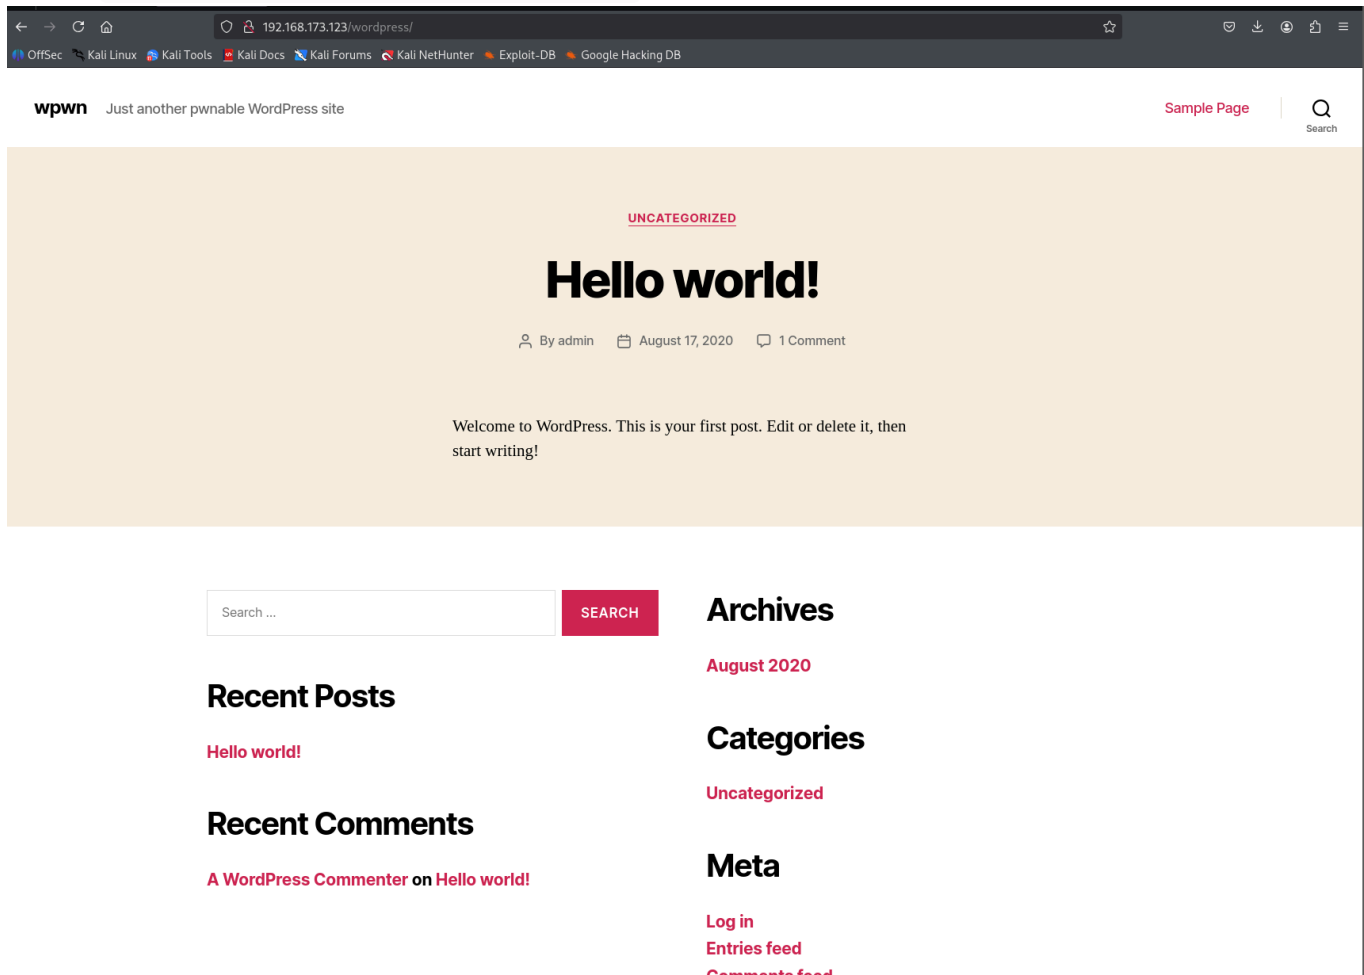 192.168.173.123/wordpress/
OffSec Kali Linux Kali Tools Kali Docs Kali Forums Kali NetHunter Exploit-DB Google Hacking DB
wpwn Just another pwnable WordPress site Sample Page
Search
UNCATEGORIZED
Hello world!
By admin August 17, 2020 1 Comment
Welcome to WordPress. This is your first post. Edit or delete it, then
start writing!
Search ... SEARCH
Recent Posts
Hello world!
Recent Comments
A WordPress Commenter on Hello world!
Archives
August 2020
Categories
Uncategorized
Meta
Log in
Entries feed
Comments feed